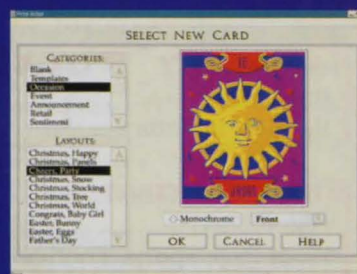 Print Artist
SELECT NEW CARD
CATEGORIES:
Blank
Templates
Occasion
Event
Announcement
Retail
Sentiment
LAYOUTS:
Christmas, Happy
Christmas, Panels
Cheers, Party
Christmas, Snow
Christmas, Stocking
Christmas, Tree
Christmas, World
Congrats, Baby Girl
Easter, Bunny
Easter, Eggs
Father's Day
Monochrome
Front
OK
CANCEL
HELP